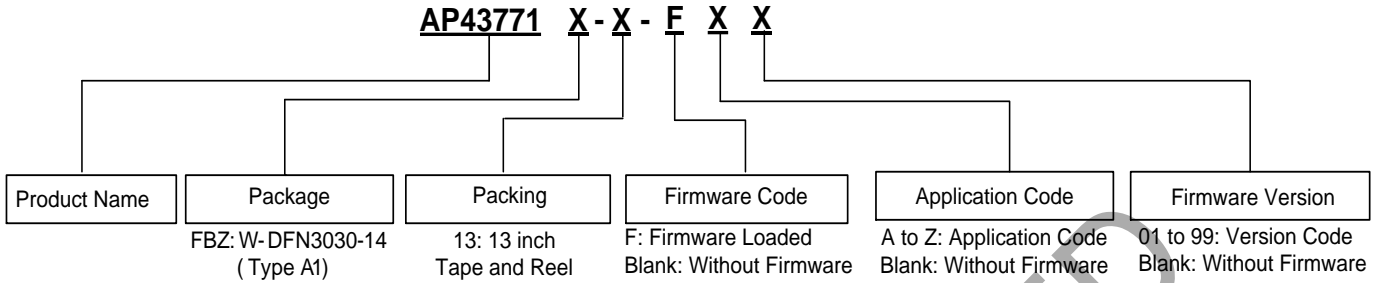 AP43771 X - X - F X X
Product Name
Package
Packing
Firmware Code
Application Code
Firmware Version
FBZ: W-DFN3030-14
(Type A1)
13: 13 inch
Tape and Reel
F: Firmware Loaded
Blank: Without Firmware
A to Z: Application Code
Blank: Without Firmware
01 to 99: Version Code
Blank: Without Firmware